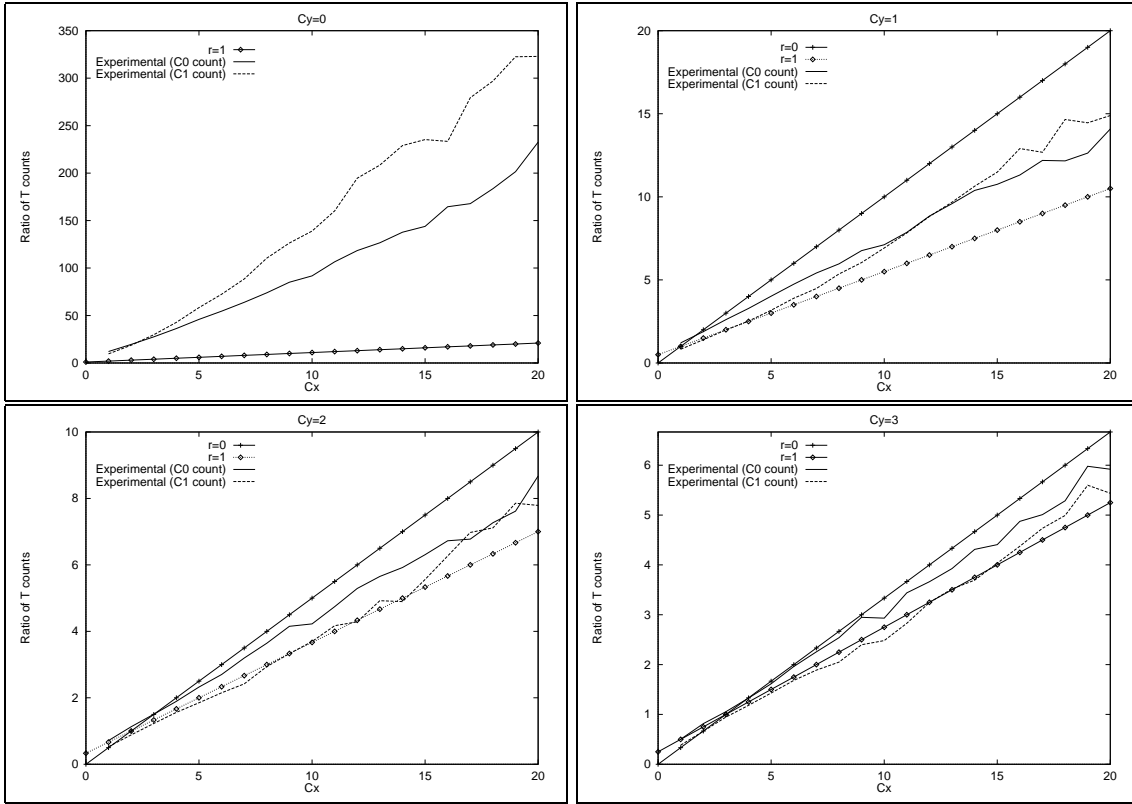 Cy=0
350
300
250
200
150
100
50
0
Ratio of T counts
r=1
Experimental (C0 count)
Experimental (C1 count)
0 5 10 15 20
Cx
Cy=1
20
15
10
5
0
Ratio of T counts
r=0
r=1
Experimental (C0 count)
Experimental (C1 count)
0 5 10 15 20
Cx
Cy=2
10
8
6
4
2
0
Ratio of T counts
r=0
r=1
Experimental (C0 count)
Experimental (C1 count)
0 5 10 15 20
Cx
Cy=3
6
5
4
3
2
1
0
Ratio of T counts
r=0
r=1
Experimental (C0 count)
Experimental (C1 count)
0 5 10 15 20
Cx